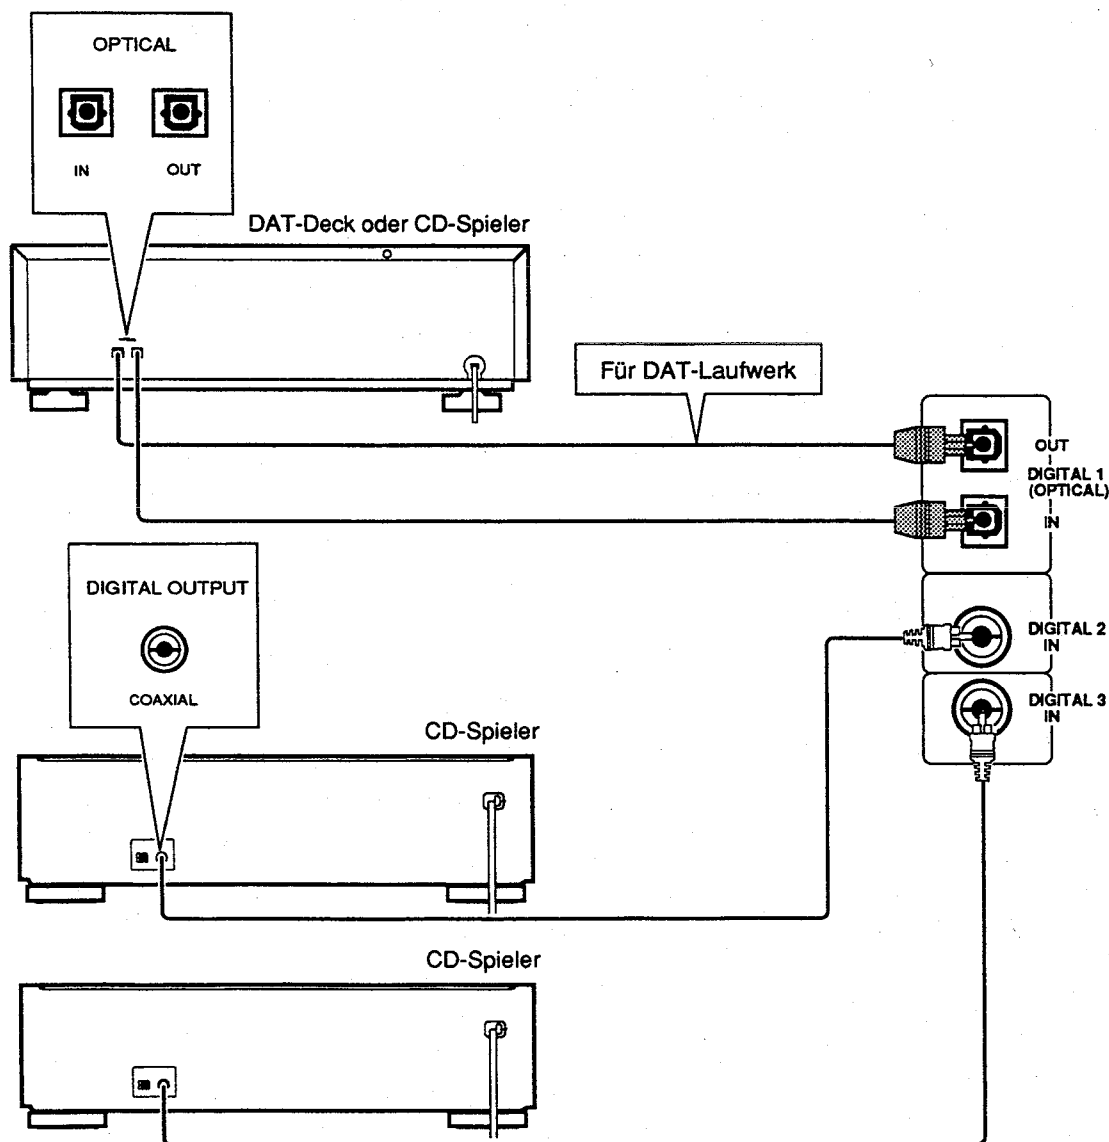 OPTICAL
IN OUT
DAT-Deck oder CD-Spieler
Für DAT-Laufwerk
OUT
DIGITAL 1
(OPTICAL)
IN
DIGITAL OUTPUT
COAXIAL
DIGITAL 2
IN
DIGITAL 3
IN
CD-Spieler
CD-Spieler